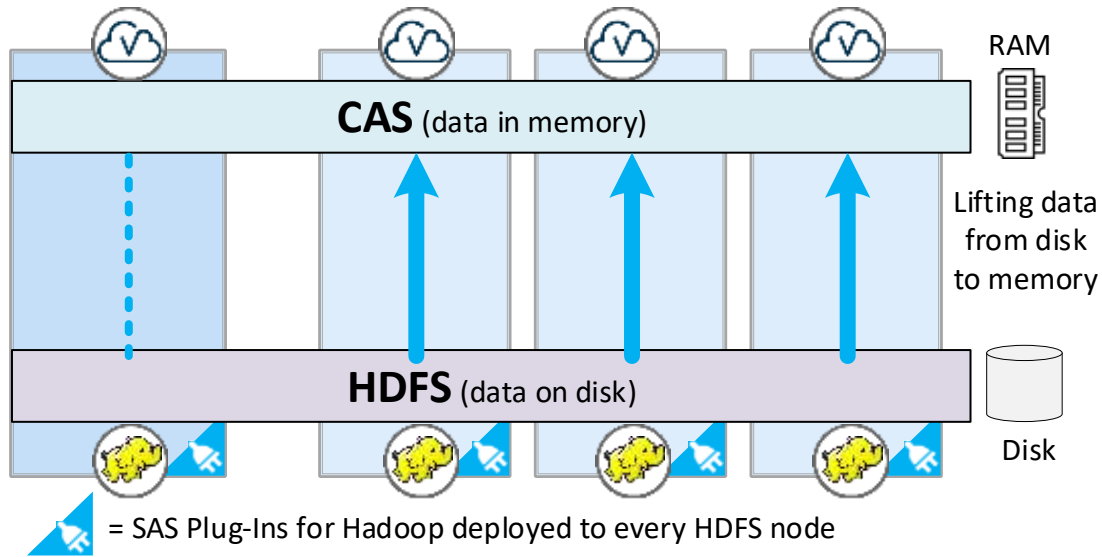 V
V
V
V
RAM
CAS (data in memory)
Lifting data
from disk
to memory
HDFS (data on disk)
Disk
= SAS Plug-Ins for Hadoop deployed to every HDFS node